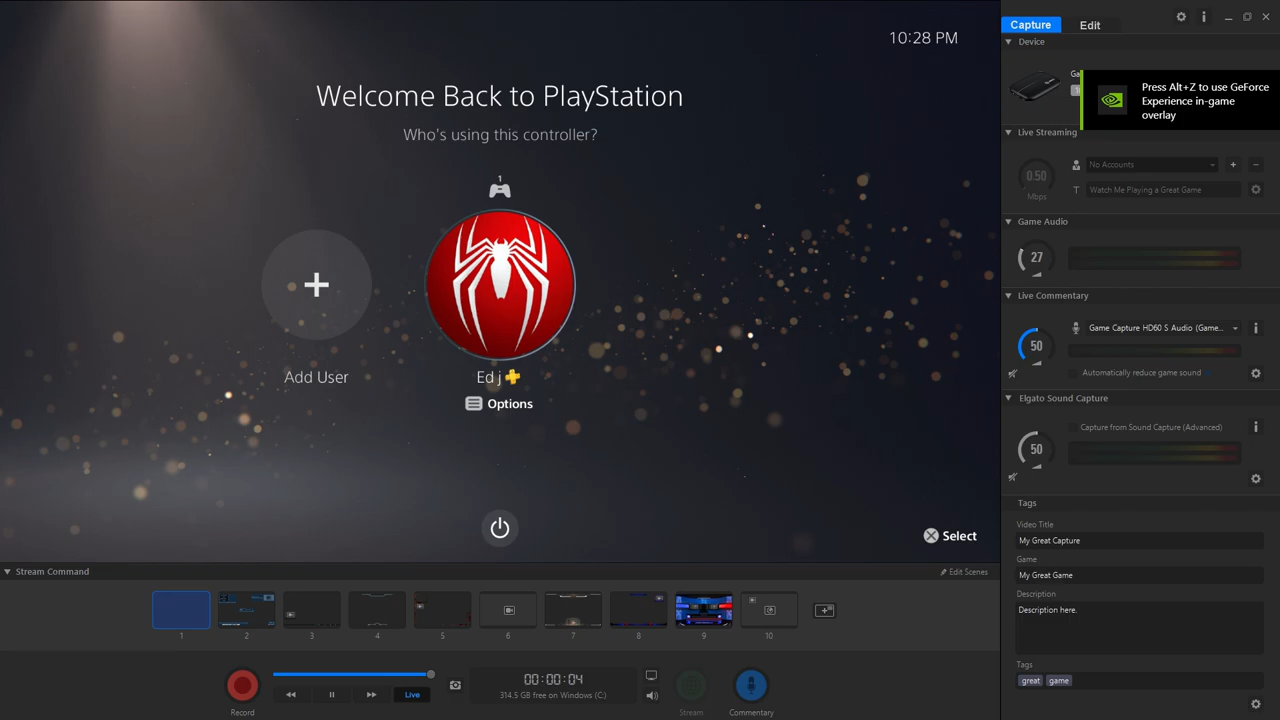 10:28 PM
Welcome Back to PlayStation
Who's using this controller?
1
Add User
Ed j
Options
Select
Capture
Edit
Device
Press Alt+Z to use GeForce
Experience in-game
overlay
Live Streaming
0.50
Mbps
No Accounts
T
Watch Me Playing a Great Game
Game Audio
27
Live Commentary
50
Game Capture HD60 S Audio (Game...
Automatically reduce game sound
Elgato Sound Capture
50
Capture from Sound Capture (Advanced)
Tags
Video Title
My Great Capture
Game
My Great Game
Description
Description here.
Tags
great game
Stream Command
Edit Scenes
1 2 3 4 5 6 7 8 9 10
Record
Live
00:00:04
314.5 GB free on Windows (C:)
Stream
Commentary